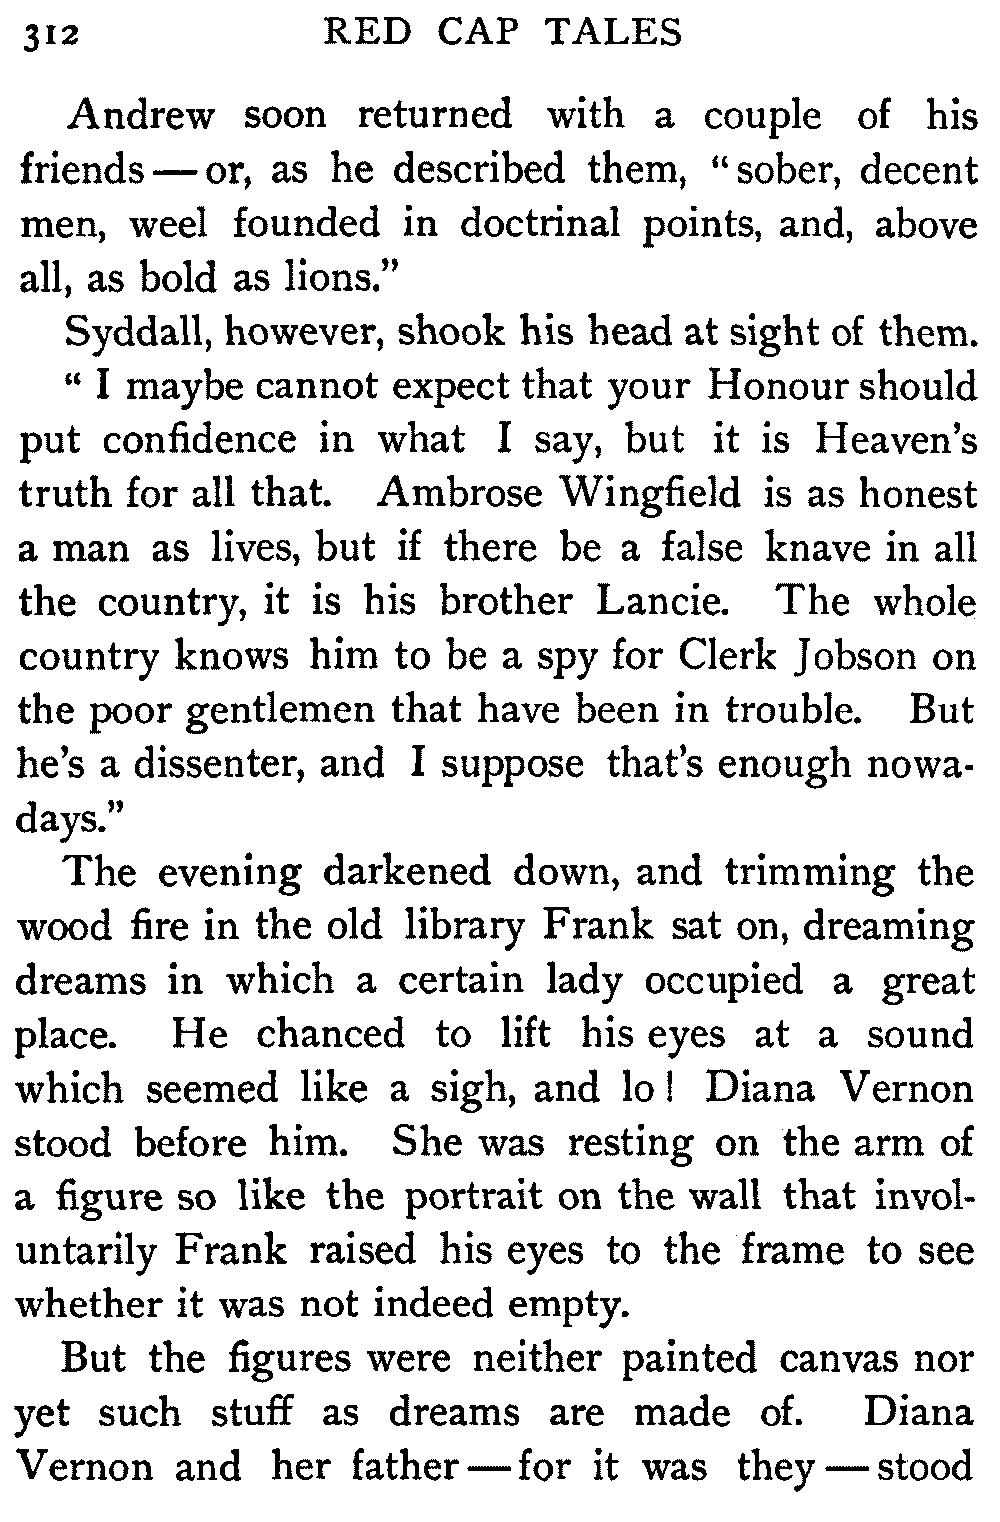 312 RED CAP TALES
Andrew soon returned with a couple of his
friends — or, as he described them, “sober, decent
men, weel founded in doctrinal points, and, above
all, as bold as lions.”
Syddall, however, shook his head at sight of them.
“I maybe cannot expect that your Honour should
put confidence in what I say, but it is Heaven’s
truth for all that. Ambrose Wingfield is as honest
a man as lives, but if there be a false knave in all
the country, it is his brother Lancie. The whole
country knows him to be a spy for Clerk Jobson on
the poor gentlemen that have been in trouble. But
he’s a dissenter, and I suppose that’s enough nowa-
days.”
The evening darkened down, and trimming the
wood fire in the old library Frank sat on, dreaming
dreams in which a certain lady occupied a great
place. He chanced to lift his eyes at a sound
which seemed like a sigh, and lo! Diana Vernon
stood before him. She was resting on the arm of
a figure so like the portrait on the wall that invol-
untarily Frank raised his eyes to the frame to see
whether it was not indeed empty.
But the figures were neither painted canvas nor
yet such stuff as dreams are made of. Diana
Vernon and her father — for it was they — stood